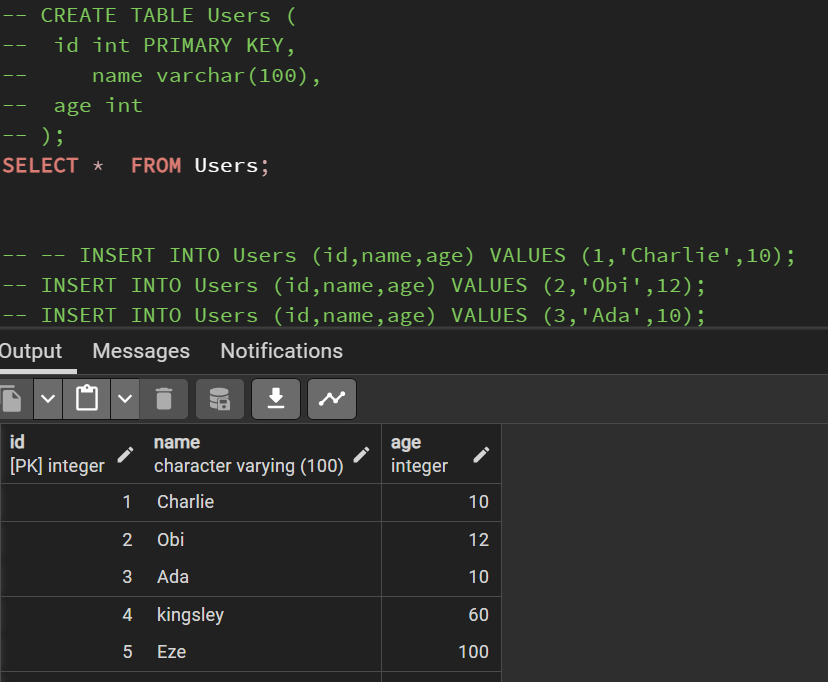 -- CREATE TABLE Users (
--  id int PRIMARY KEY,
--     name varchar(100),
--  age int
-- );
SELECT *  FROM Users;
-- -- INSERT INTO Users (id,name,age) VALUES (1,'Charlie',10);
-- INSERT INTO Users (id,name,age) VALUES (2,'Obi',12);
-- INSERT INTO Users (id,name,age) VALUES (3,'Ada',10);
Output Messages Notifications
id name age
[PK] integer character varying (100) integer
1 Charlie 10
2 Obi 12
3 Ada 10
4 kingsley 60
5 Eze 100